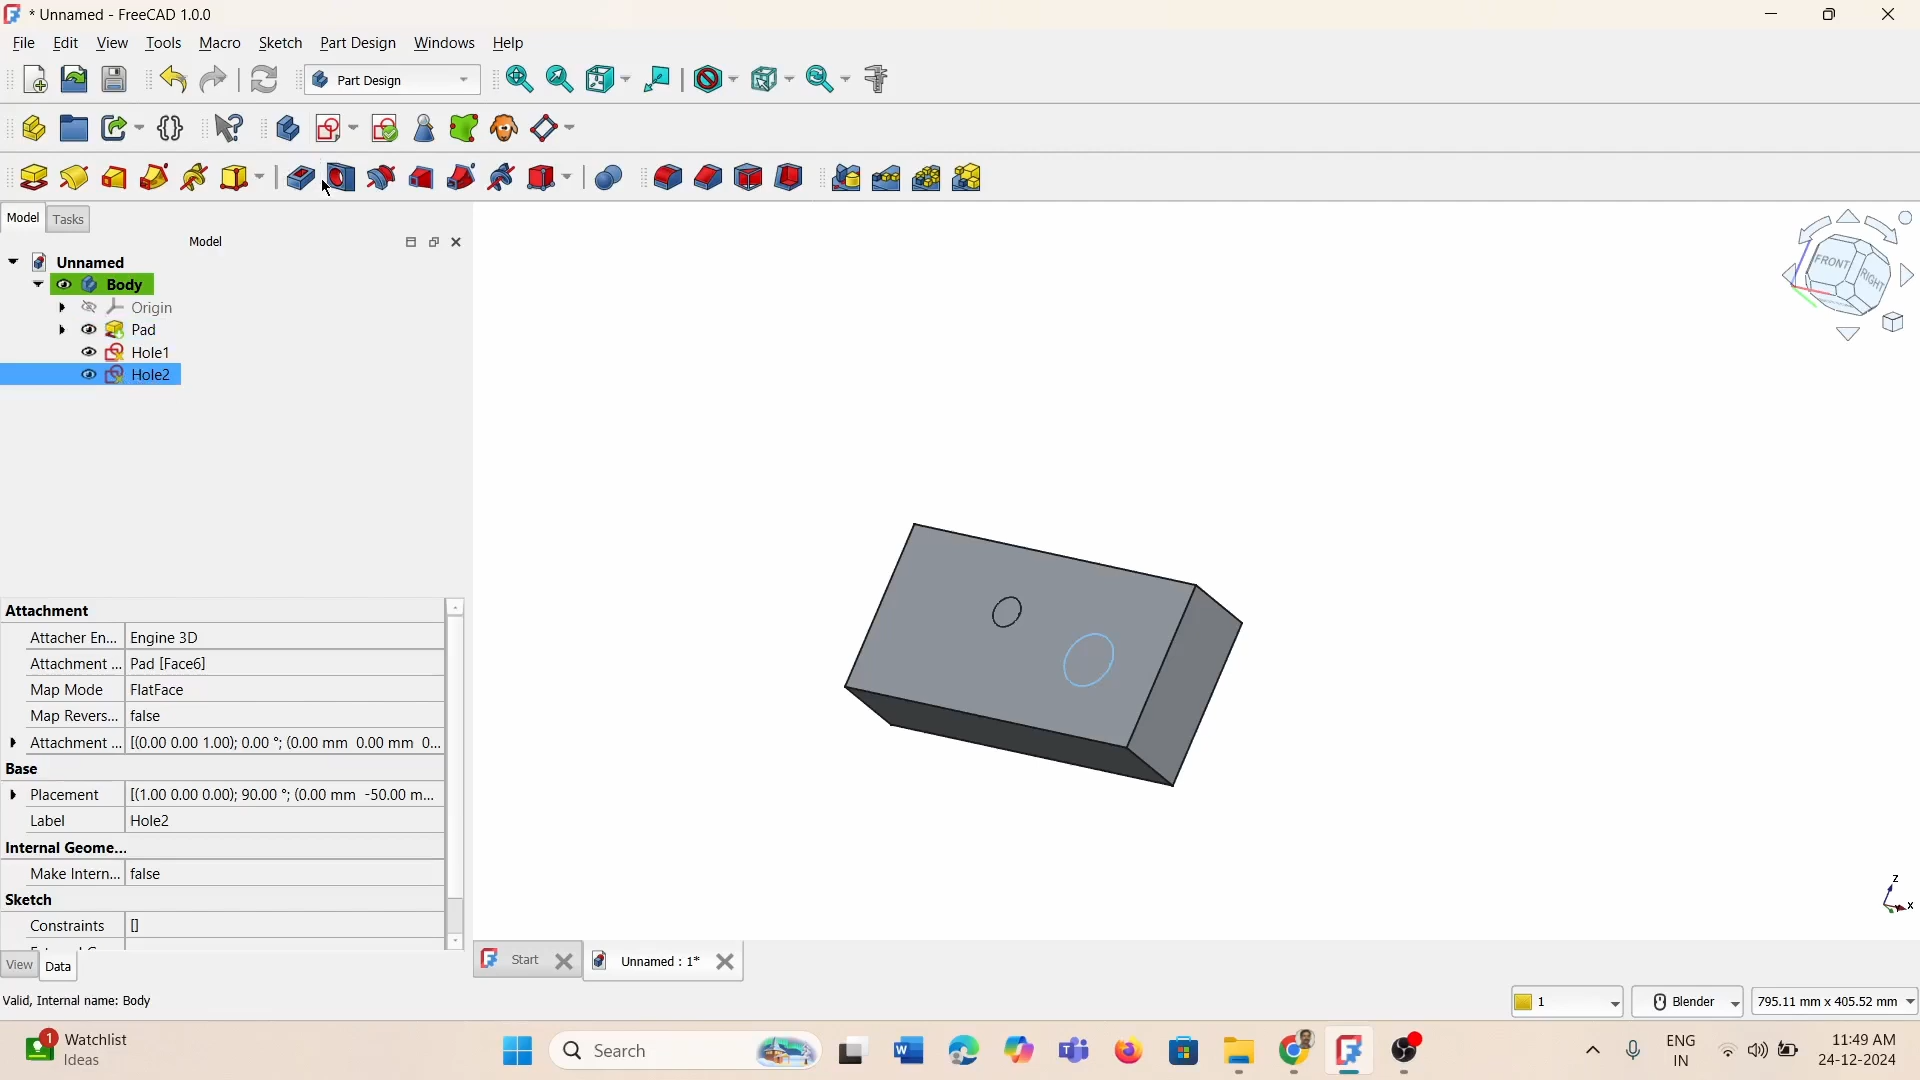 * Unnamed - FreeCAD 1.0.0
File Edit View Tools Macro Sketch Part Design Windows Help
Part Design
Model Tasks
Model
Unnamed
Body
Origin
Pad
Hole1
Hole2
Attachment
Attacher En... Engine 3D
Attachment ... Pad [Face6]
Map Mode FlatFace
Map Revers... false
Attachment ... [(0.00 0.00 1.00); 0.00 °; (0.00 mm 0.00 mm 0...
Base
Placement [(1.00 0.00 0.00); 90.00 °; (0.00 mm -50.00 m...
Label Hole2
Internal Geome...
Make Intern... false
Sketch
Constraints []
View Data
FRONT RIGHT
Z
X
Start Unnamed : 1*
Valid, Internal name: Body
1 Blender 795.11 mm x 405.52 mm
1 Watchlist
Ideas
Search
ENG
IN
11:49 AM
24-12-2024